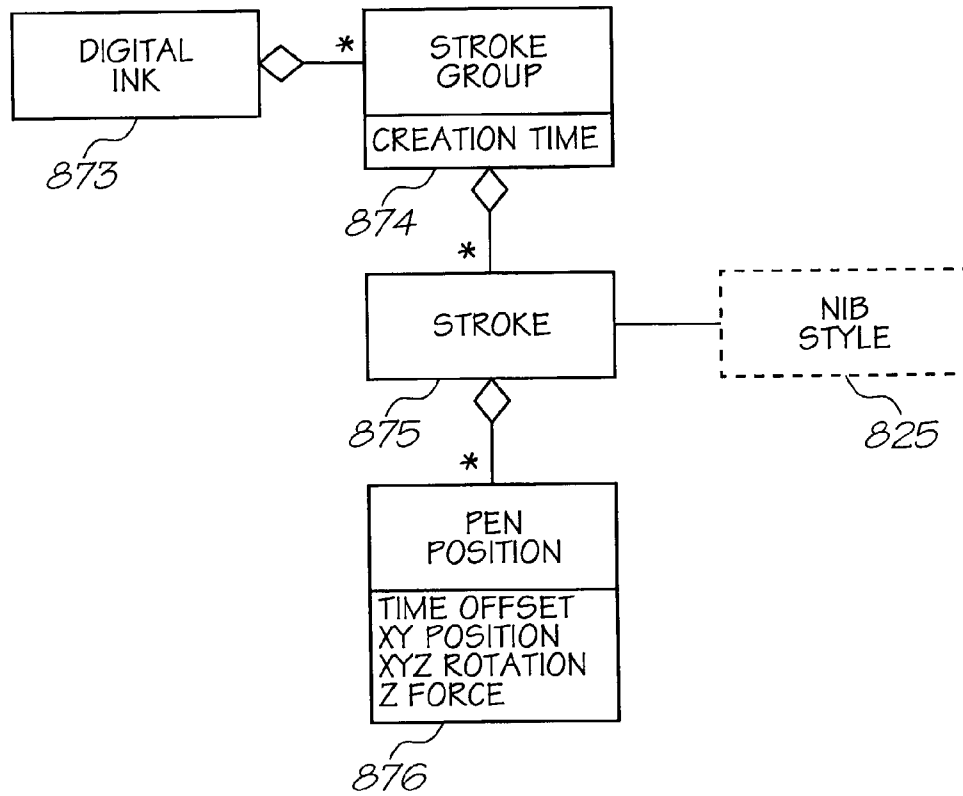 DIGITAL
INK
*
STROKE
GROUP
CREATION TIME
873
874
*
STROKE
NIB
STYLE
875
825
*
PEN
POSITION
TIME OFFSET
XY POSITION
XYZ ROTATION
Z FORCE
876